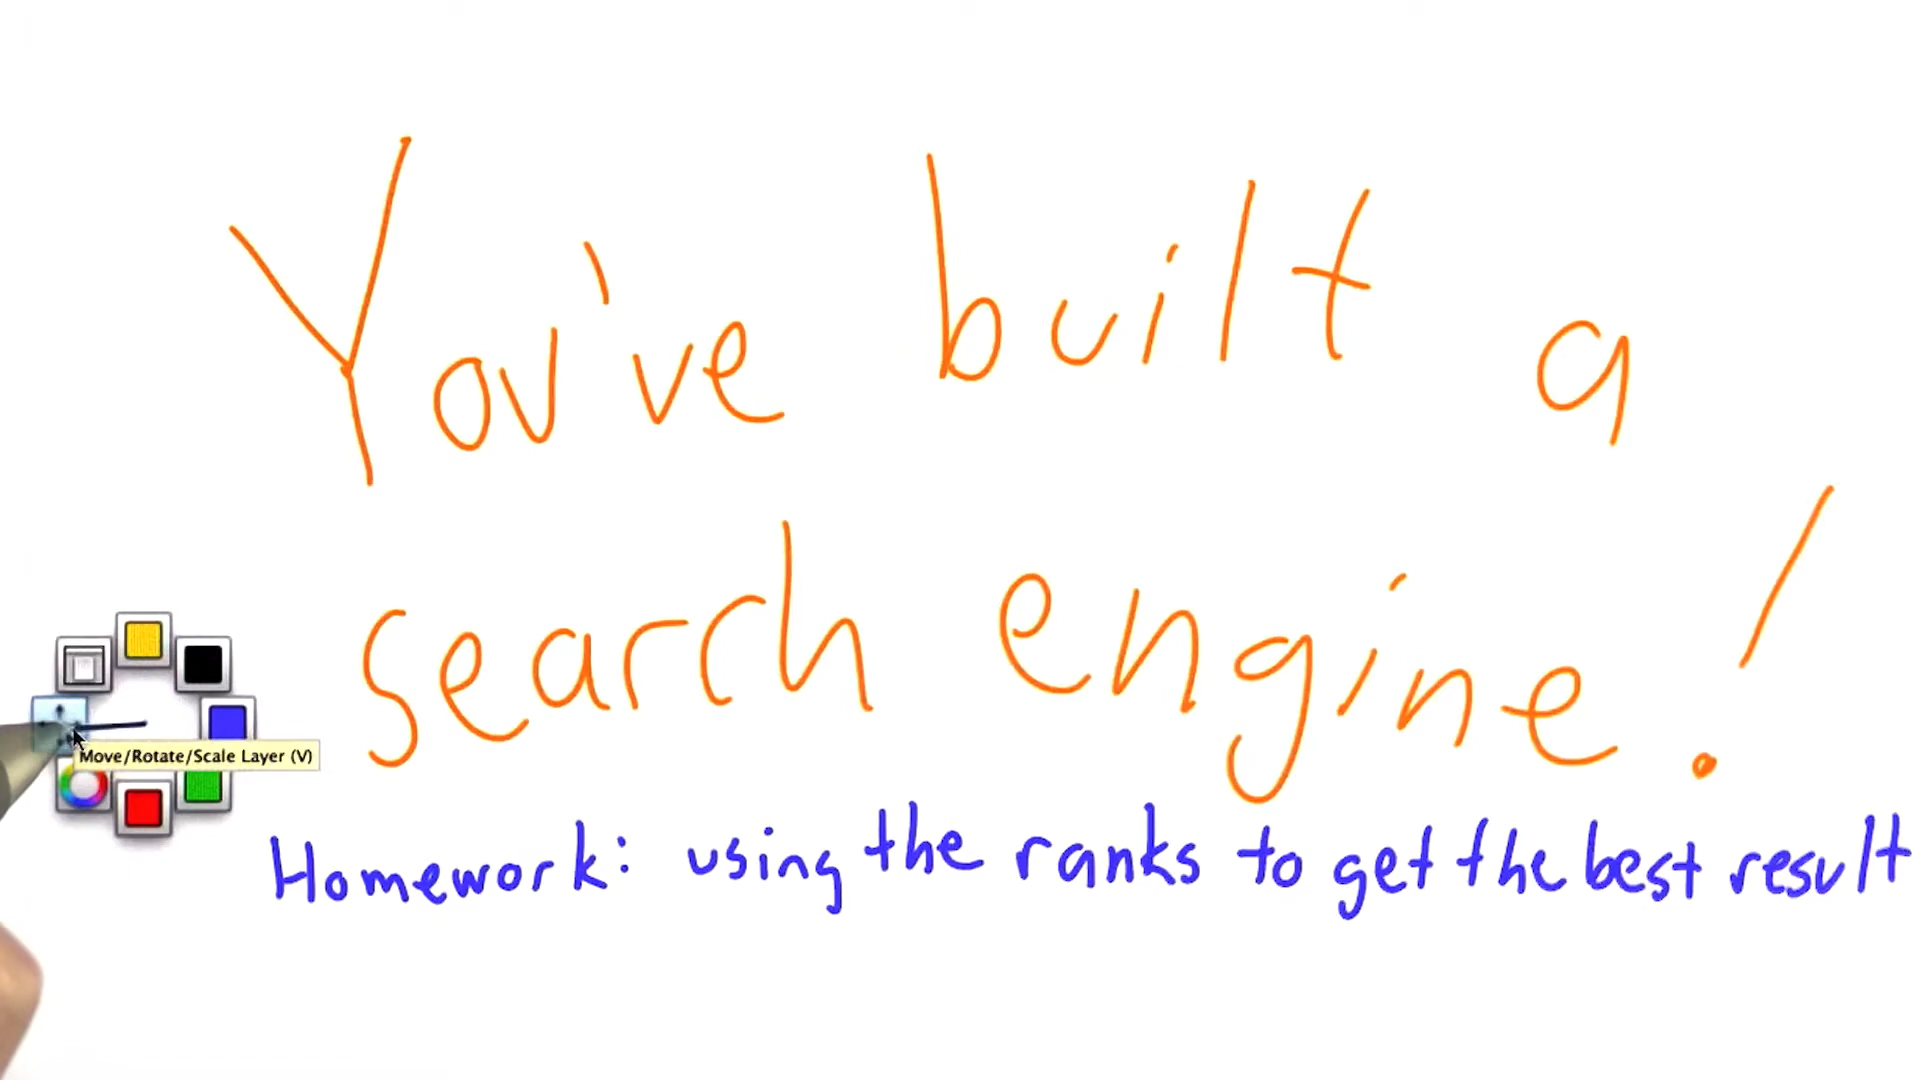 You've built a
search engine!
Move/Rotate/Scale Layer (V)
Homework: using the ranks to get the best result